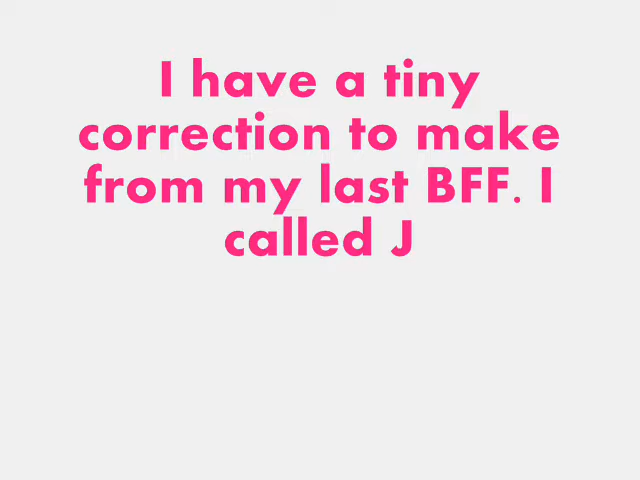 I have a tiny
correction to make
from my last BFF. I
called J